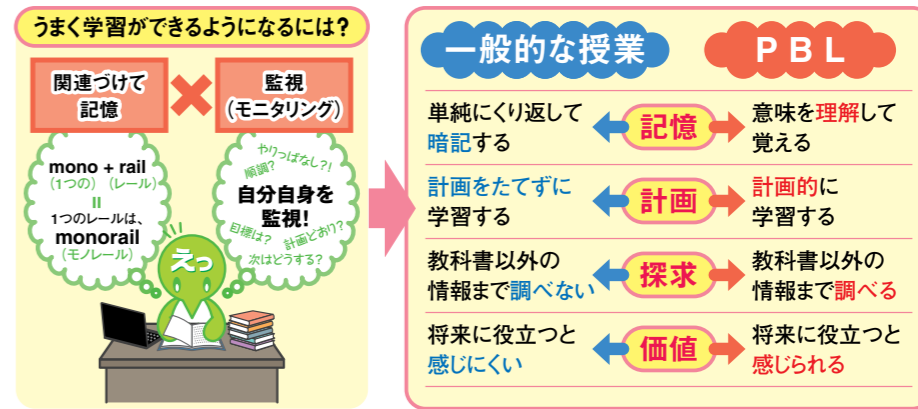 うまく学習ができるようになるには？
関連づけて
記憶
監視
（モニタリング）
mono + rail
（1つの）（レール）
=
1つのレールは、
monorail
（モノレール）
やりっぱなし?!
順調?
自分自身を
監視!
目標は?
計画どおり?
次はどうする?
えっ
一般的な授業
PBL
単純にくり返して
暗記する
記憶
意味を理解して
覚える
計画をたてずに
学習する
計画
計画的に
学習する
教科書以外の
情報まで調べない
探求
教科書以外の
情報まで調べる
将来に役立つと
感じにくい
価値
将来に役立つと
感じられる